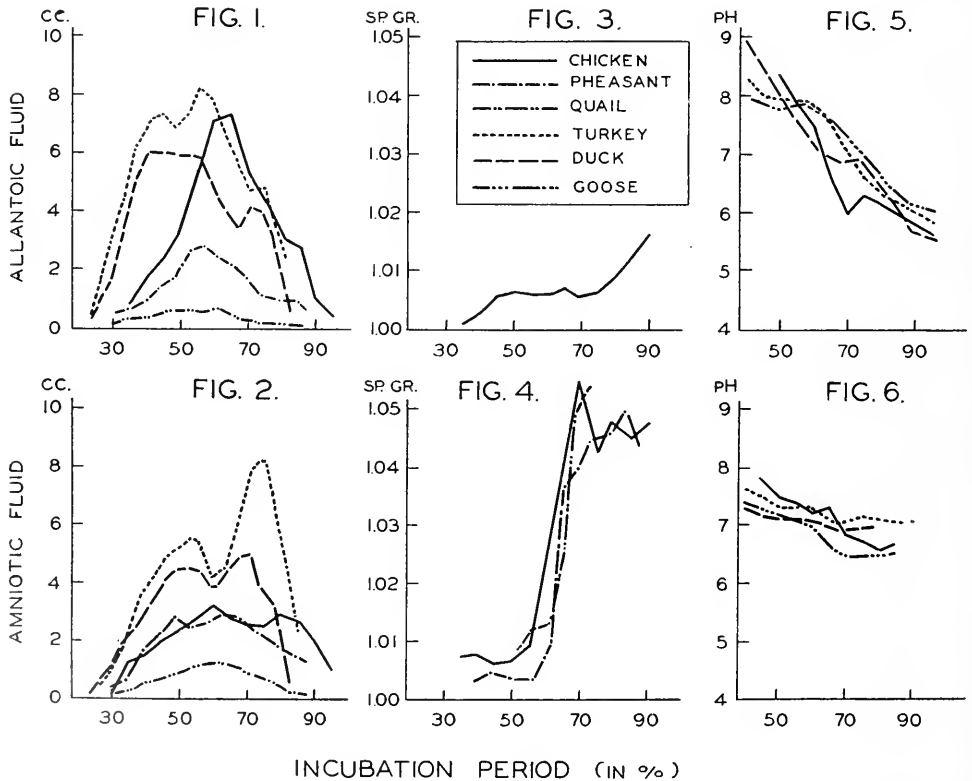 CC. FIG. 1. SP. GR. FIG. 3. PH FIG. 5.
10 1.05 9
CHICKEN
PHEASANT
QUAIL
TURKEY
DUCK
GOOSE
8 1.04 8
6 1.03 7
4 1.02 6
2 1.01 5
0 1.00 4
ALLANTOIC FLUID
30 50 70 90 30 50 70 90 50 70 90
CC. FIG. 2. SP. GR. FIG. 4. PH FIG. 6.
10 1.05 9
8 1.04 8
6 1.03 7
4 1.02 6
2 1.01 5
0 1.00 4
AMNIOTIC FLUID
30 50 70 90 30 50 70 90 50 70 90
INCUBATION PERIOD (IN %)